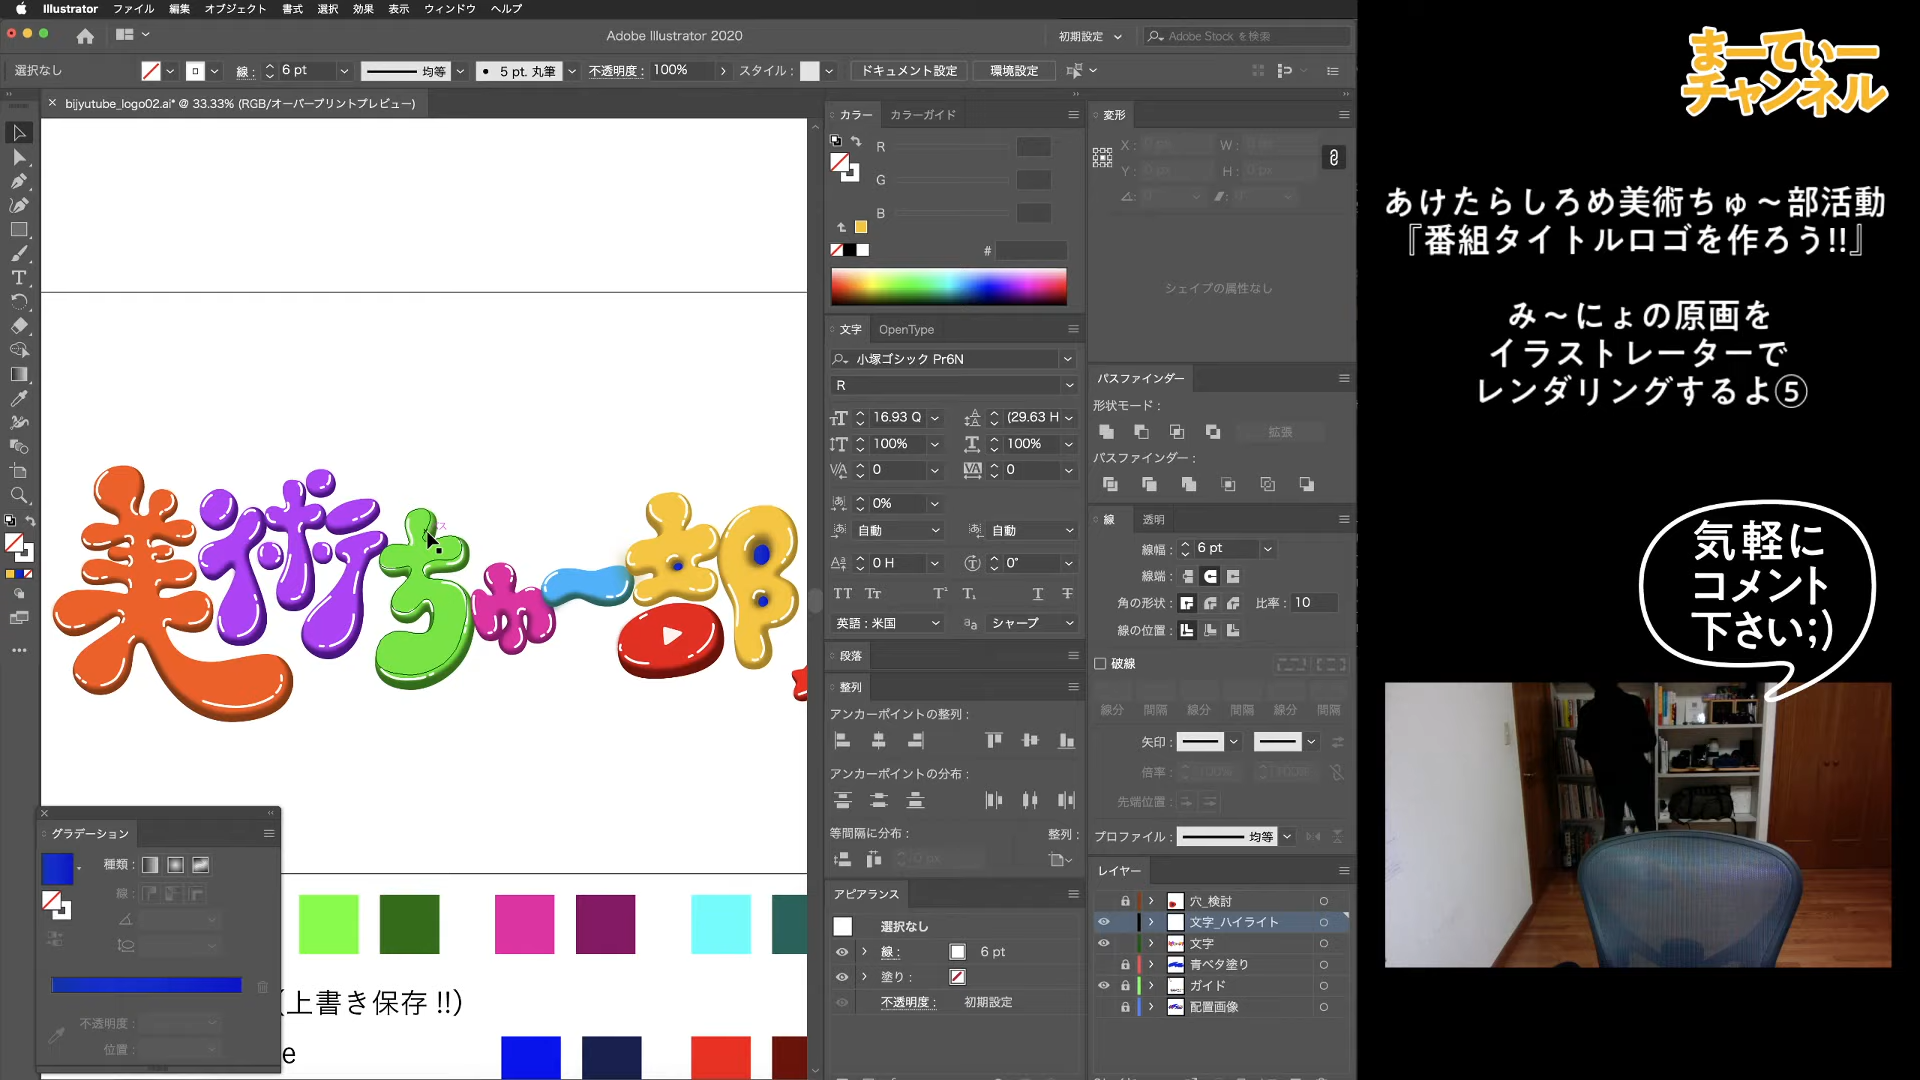 Illustrator ファイル 編集 オブジェクト 書式 選択 効果 表示 ウィンドウ ヘルプ
Adobe Illustrator 2020
初期設定
Adobe Stock を検索
選択なし
線 : 6 pt
均等
5 pt. 丸筆
不透明度 : 100%
スタイル :
ドキュメント設定
環境設定
bijyutube_logo02.ai* @ 33.33% (RGB/オーバープリントプレビュー)
美術ちゅー部
(上書き保存 !!)
e
グラデーション
種類 :
線 :
不透明度 :
位置 :
カラー カラーガイド
R
G
B
#
文字 OpenType
小塚ゴシック Pr6N
R
16.93 Q (29.63 H
100% 100%
0 0
0%
自動 自動
0 H 0°
英語 : 米国 シャープ
段落
整列
アンカーポイントの整列 :
アンカーポイントの分布 :
等間隔に分布 : 整列 :
0 px
アピアランス
選択なし
線 : 6 pt
塗り :
不透明度 : 初期設定
変形
X : 0 px W : 0 px
Y : 0 px H : 0 px
シェイプの属性なし
パスファインダー
形状モード :
拡張
パスファインダー :
線 透明
線幅 : 6 pt
線端 :
角の形状 : 比率 : 10
線の位置 :
破線
線分 間隔 線分 間隔 線分 間隔
矢印 :
倍率 : 100% 100%
先端位置 :
プロファイル : 均等
レイヤー
穴_検討
文字_ハイライト
文字
青ベタ塗り
ガイド
配置画像
まーてぃー
チャンネル
あけたらしろめ美術ちゅ～部活動
『番組タイトルロゴを作ろう!!』
み～にょの原画を
イラストレーターで
レンダリングするよ⑤
気軽に
コメント
下さい;)